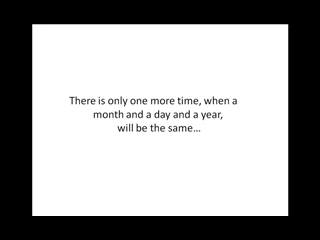 There is only one more time, when a
month and a day and a year,
will be the same…